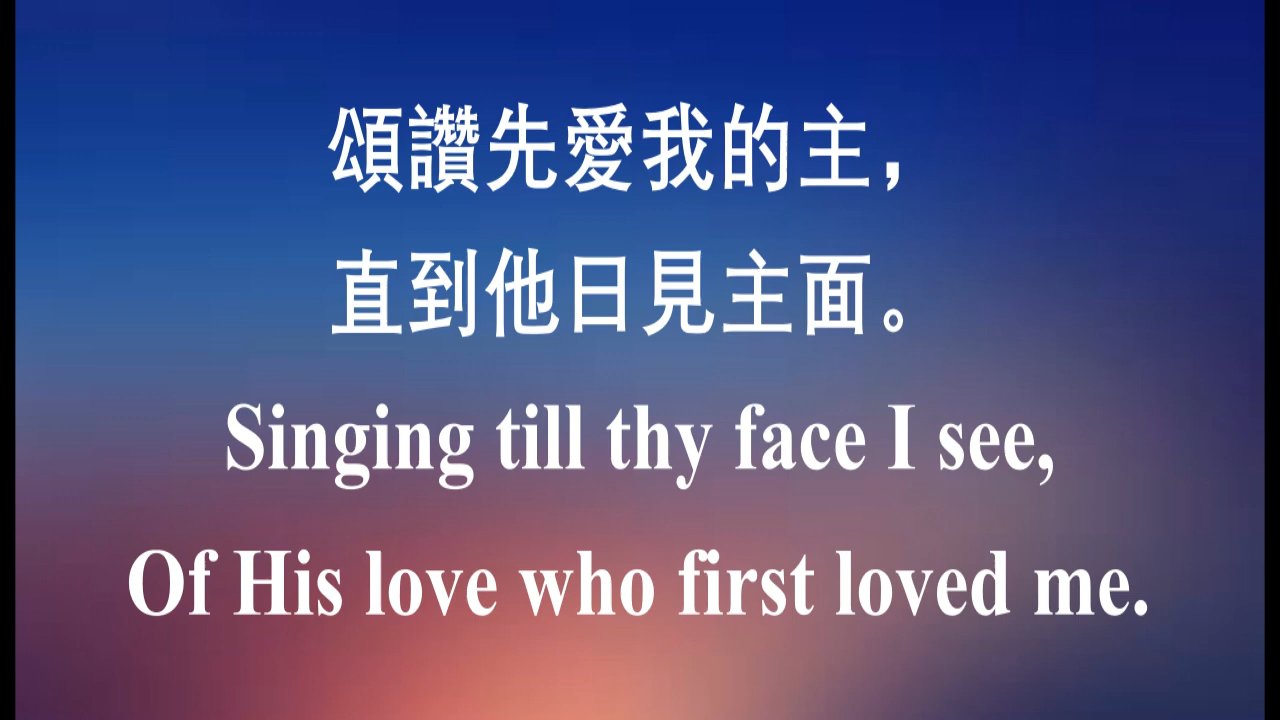 頌讚先愛我的主，
直到他日見主面。
Singing till thy face I see,
Of His love who first loved me.